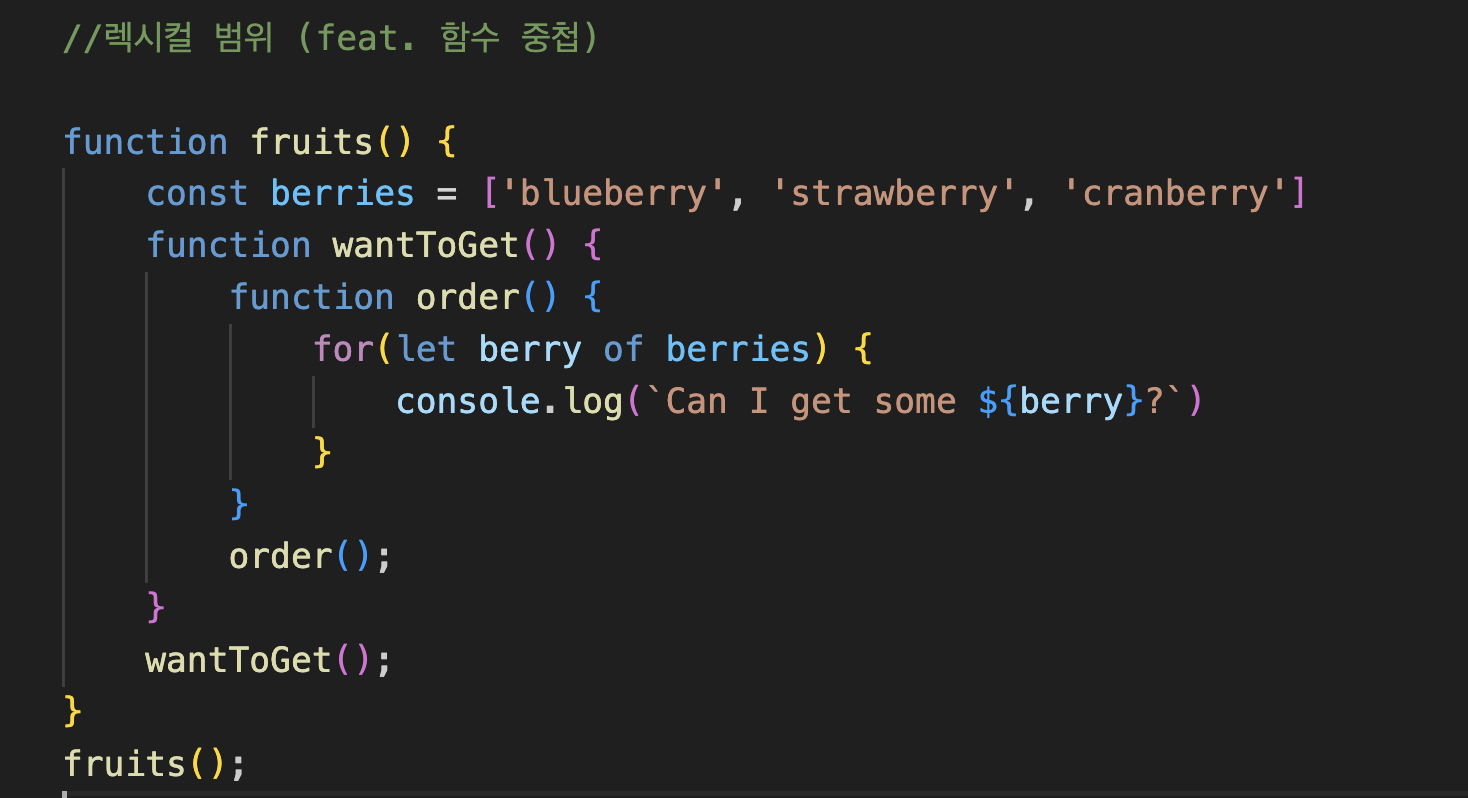 //렉시컬 범위 (feat. 함수 중첩)

function fruits() {
    const berries = ['blueberry', 'strawberry', 'cranberry']
    function wantToGet() {
        function order() {
            for(let berry of berries) {
                console.log(`Can I get some ${berry}?`)
            }
        }
        order();
    }
    wantToGet();
}
fruits();